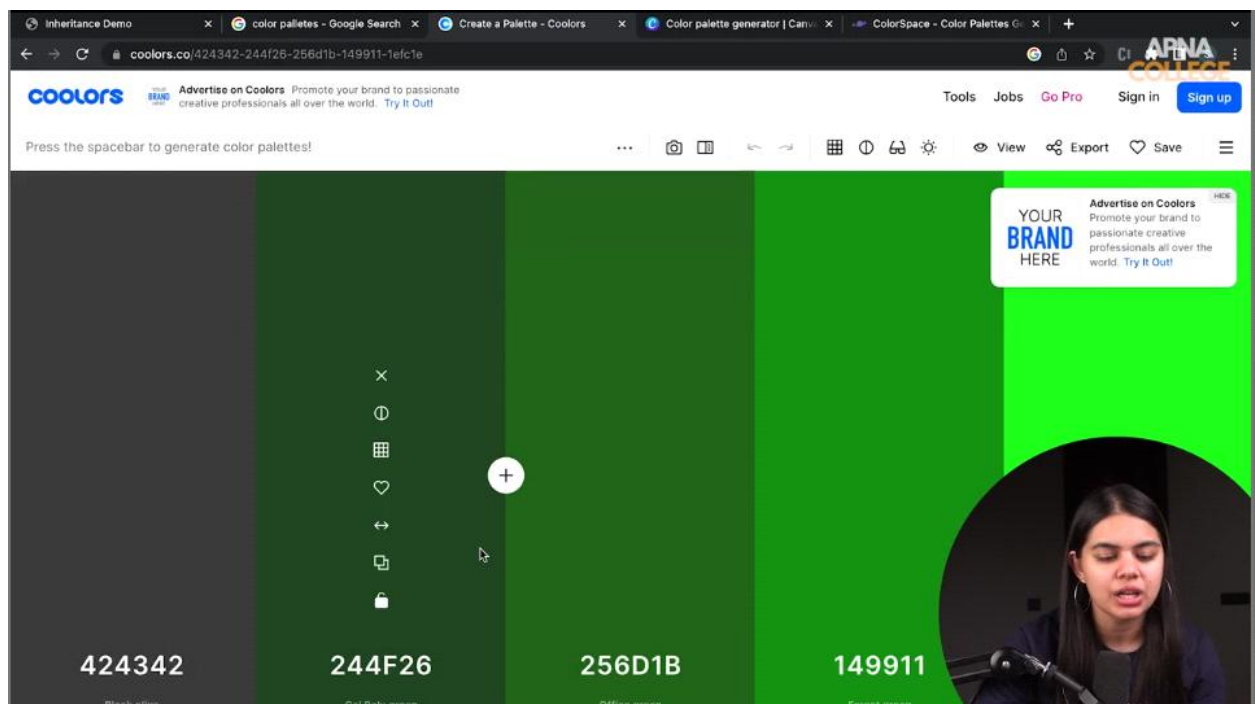 Inheritance Demo
color palletes - Google Search
Create a Palette - Coolors
Color palette generator | Canv
ColorSpace - Color Palettes G
coolors.co/424342-244f26-256d1b-149911-1efc1e
APNA
COLLEGE
coolors
YOUR
BRAND
Advertise on Coolors Promote your brand to passionate
creative professionals all over the world. Try It Out!
Tools Jobs Go Pro Sign in Sign up
Press the spacebar to generate color palettes!
View Export Save
YOUR
BRAND
HERE
Advertise on Coolors
HIDE
Promote your brand to
passionate creative
professionals all over the
world. Try It Out!
424342 244F26 256D1B 149911